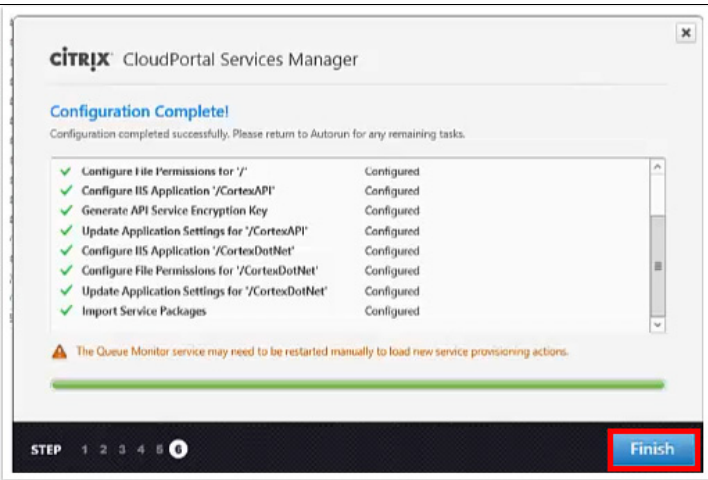 CİTRIX CloudPortal Services Manager
Configuration Complete!
Configuration completed successfully. Please return to Autorun for any remaining tasks.
Configure File Permissions for '/' Configured
Configure IIS Application '/CortexAPI' Configured
Generate API Service Encryption Key Configured
Update Application Settings for '/CortexAPI' Configured
Configure IIS Application '/CortexDotNet' Configured
Configure File Permissions for '/CortexDotNet' Configured
Update Application Settings for '/CortexDotNet' Configured
Import Service Packages Configured
The Queue Monitor service may need to be restarted manually to load new service provisioning actions.
STEP 1 2 3 4 5 6 Finish